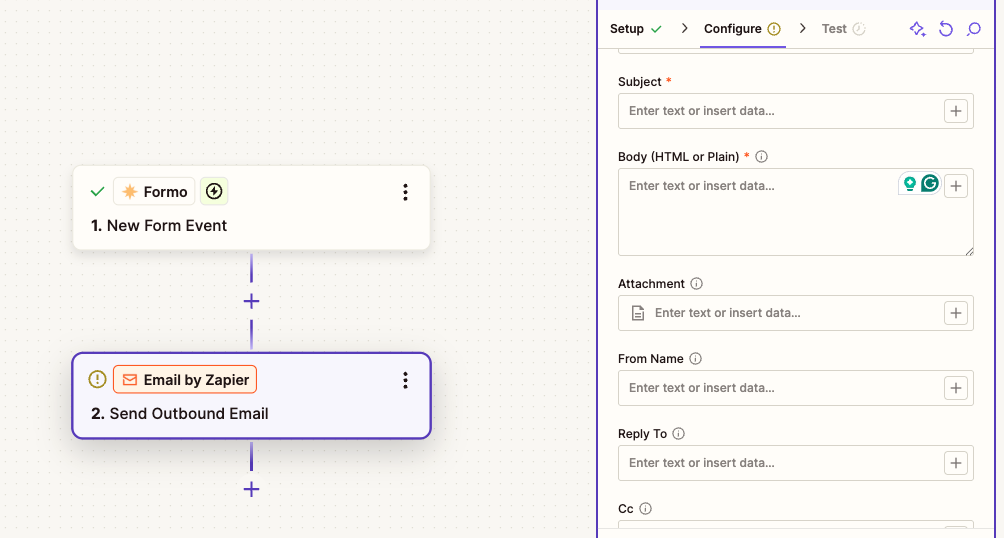 Setup
Configure
Test
Subject *
Enter text or insert data...
Body (HTML or Plain) *
Enter text or insert data...
Attachment
Enter text or insert data...
From Name
Enter text or insert data...
Reply To
Enter text or insert data...
Cc
Formo
1. New Form Event
Email by Zapier
2. Send Outbound Email